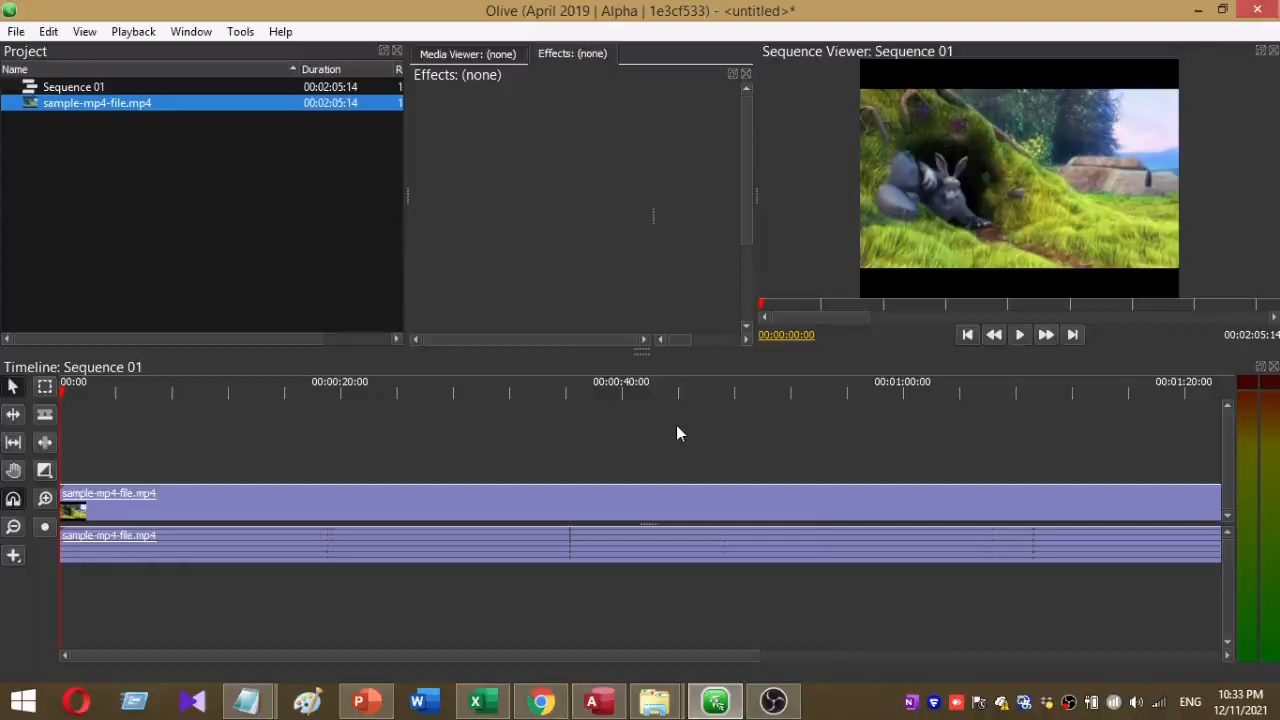 Olive (April 2019 | Alpha | 1e3cf533) - <untitled>*
File Edit View Playback Window Tools Help
Project
Name Duration R
Sequence 01 00:02:05:14 1
sample-mp4-file.mp4 00:02:05:14 1
Media Viewer: (none) Effects: (none)
Effects: (none)
Sequence Viewer: Sequence 01
00:00:00:00 00:02:05:14
Timeline: Sequence 01
00:00 00:00:20:00 00:00:40:00 00:01:00:00 00:01:20:00
sample-mp4-file.mp4
sample-mp4-file.mp4
ENG
10:33 PM
12/11/2021